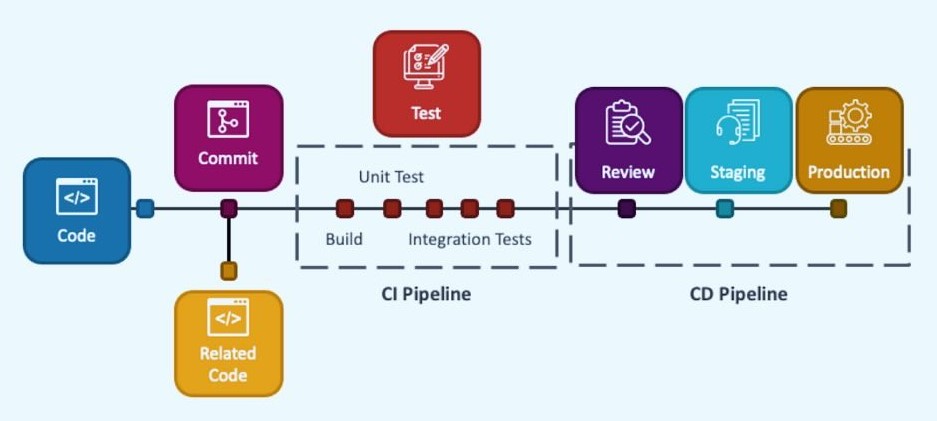 Test
Commit
Review
Staging
Production
Unit Test
Code
Build
Integration Tests
CI Pipeline
CD Pipeline
Related
Code